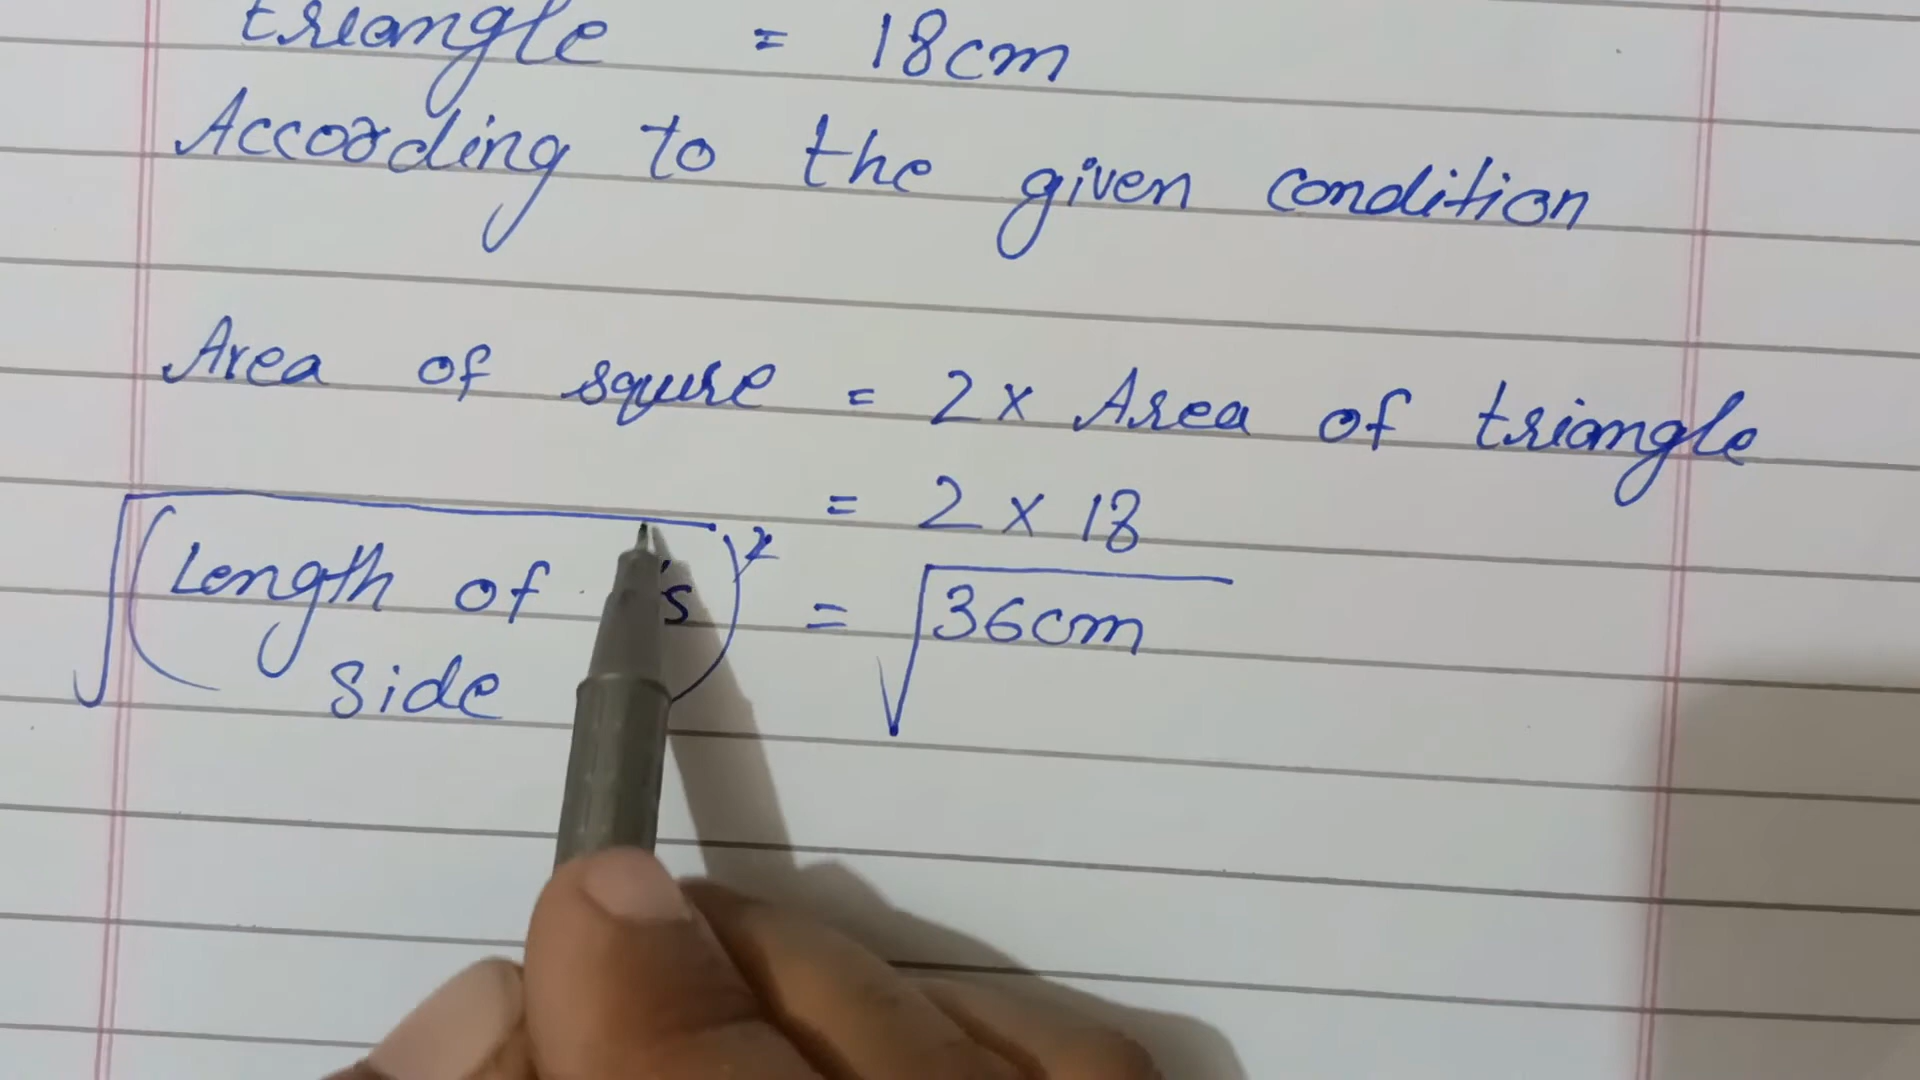 triangle = 18cm
According to the given condition
Area of squre = 2 x Area of triangle
= 2 x 18
√(Length of 's side)² = √36cm